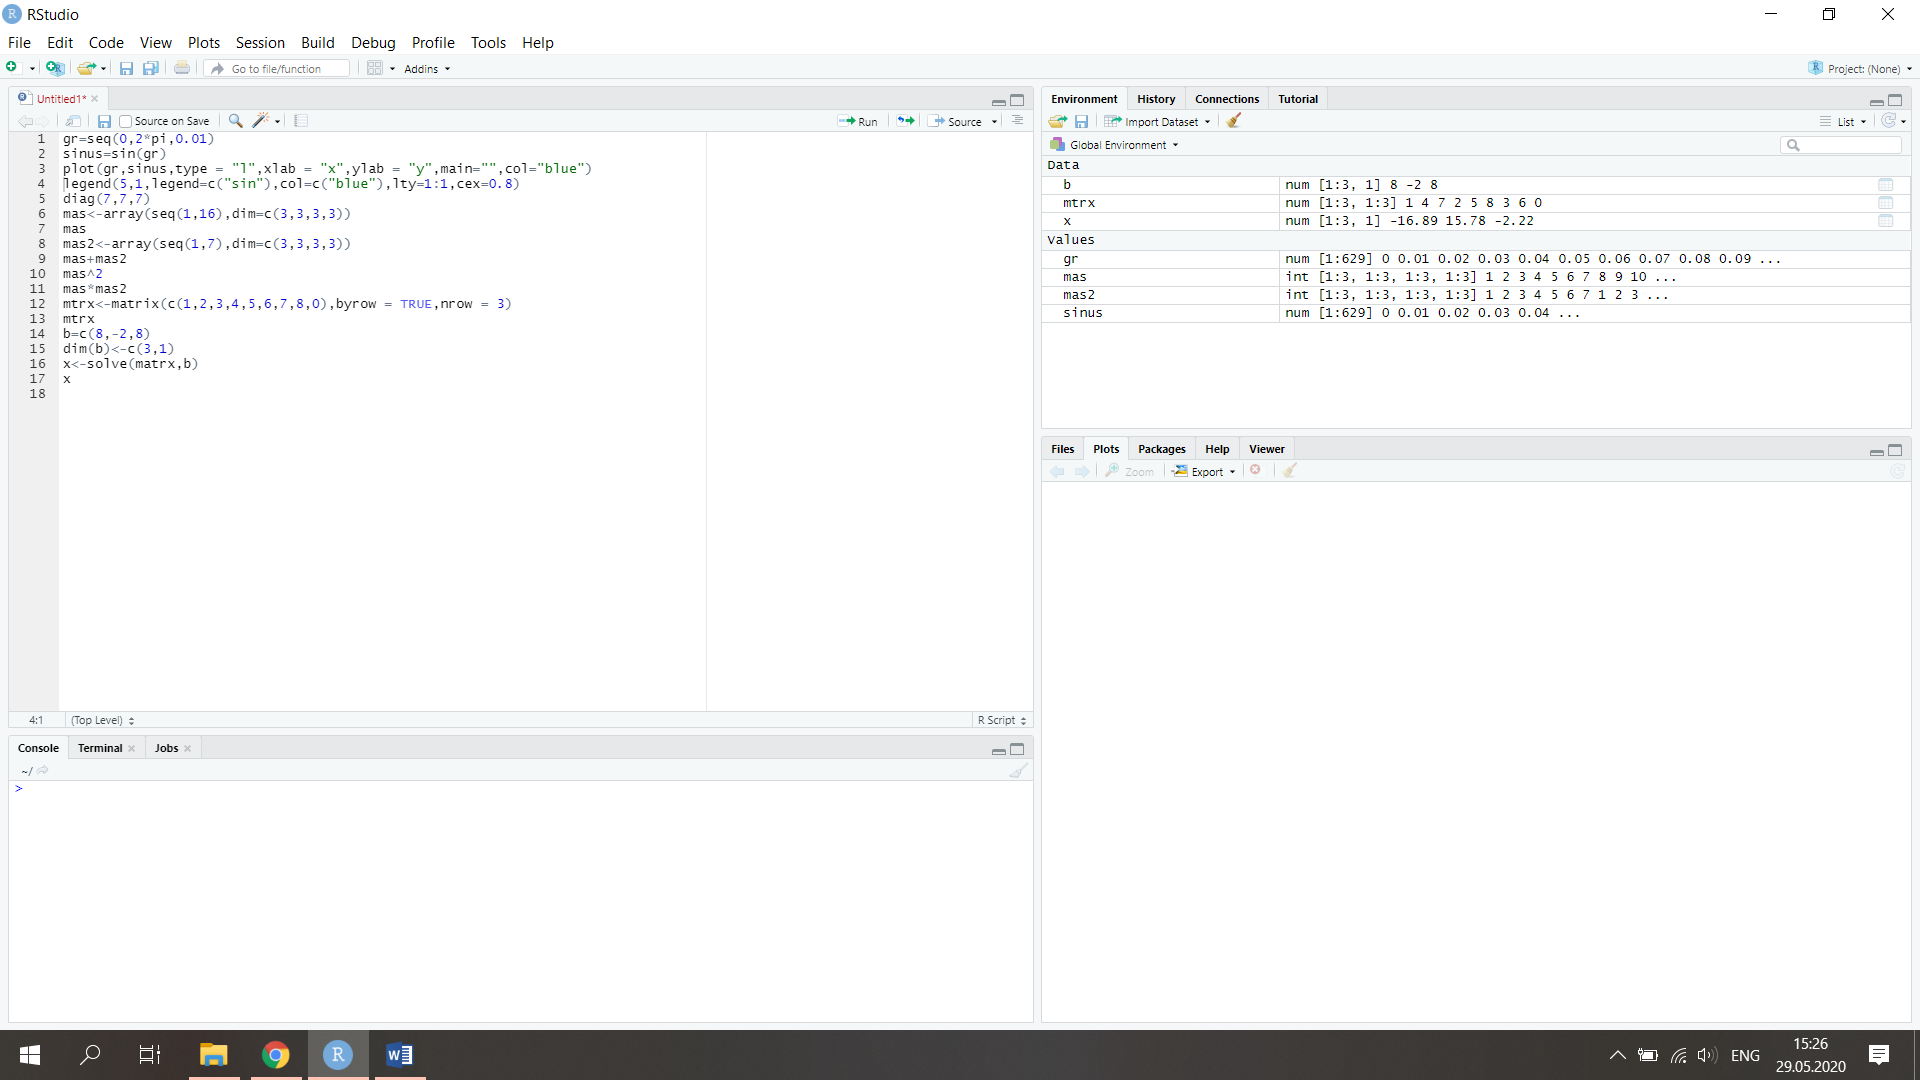 RStudio
File Edit Code View Plots Session Build Debug Profile Tools Help
Go to file/function Addins Project: (None)
Untitled1*
Source on Save Run Source
1 gr=seq(0,2*pi,0.01)
2 sinus=sin(gr)
3 plot(gr,sinus,type = "l",xlab = "x",ylab = "y",main="",col="blue")
4 legend(5,1,legend=c("sin"),col=c("blue"),lty=1:1,cex=0.8)
5 diag(7,7,7)
6 mas<-array(seq(1,16),dim=c(3,3,3,3))
7 mas
8 mas2<-array(seq(1,7),dim=c(3,3,3,3))
9 mas+mas2
10 mas^2
11 mas*mas2
12 mtrx<-matrix(c(1,2,3,4,5,6,7,8,0),byrow = TRUE,nrow = 3)
13 mtrx
14 b=c(8,-2,8)
15 dim(b)<-c(3,1)
16 x<-solve(matrx,b)
17 x
18
4:1 (Top Level) R Script
Console Terminal Jobs
~/
>
Environment History Connections Tutorial
Import Dataset List
Global Environment
Data
b num [1:3, 1] 8 -2 8
mtrx num [1:3, 1:3] 1 4 7 2 5 8 3 6 0
x num [1:3, 1] -16.89 15.78 -2.22
Values
gr num [1:629] 0 0.01 0.02 0.03 0.04 0.05 0.06 0.07 0.08 0.09 ...
mas int [1:3, 1:3, 1:3, 1:3] 1 2 3 4 5 6 7 8 9 10 ...
mas2 int [1:3, 1:3, 1:3, 1:3] 1 2 3 4 5 6 7 1 2 3 ...
sinus num [1:629] 0 0.01 0.02 0.03 0.04 ...
Files Plots Packages Help Viewer
Zoom Export
R W ENG 15:26
29.05.2020